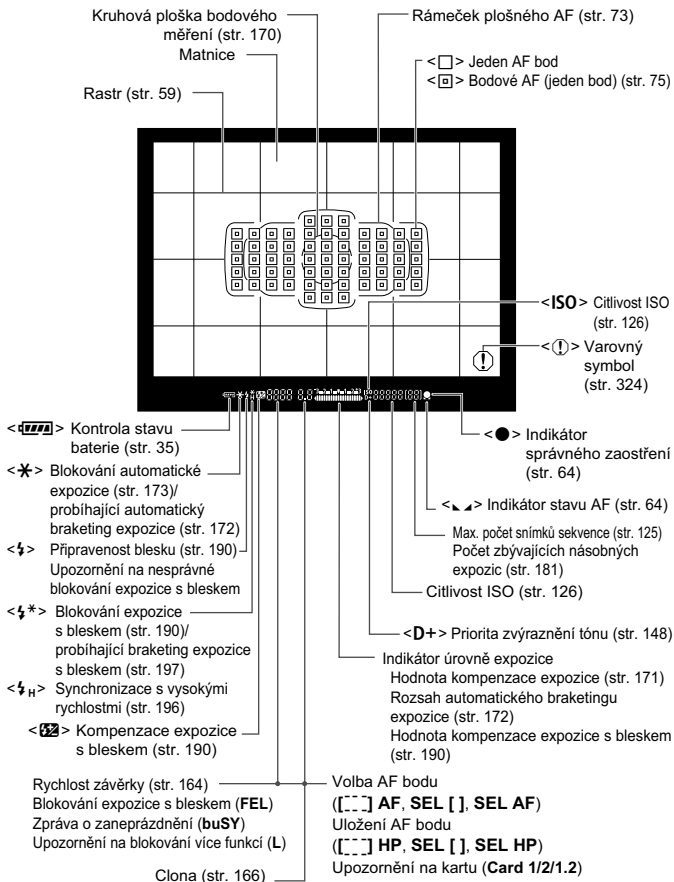 Kruhová ploška bodového
měření (str. 170)
Matnice
Rastr (str. 59)
Rámeček plošného AF (str. 73)
<□> Jeden AF bod
<▫> Bodové AF (jeden bod) (str. 75)
<ISO> Citlivost ISO
(str. 126)
<!> Varovný
symbol
(str. 324)
<●> Indikátor
správného zaostření
(str. 64)
Kontrola stavu
baterie (str. 35)
<✱> Blokování automatické
expozice (str. 173)/
probíhající automatický
braketing expozice (str. 172)
<⚡> Připravenost blesku (str. 190)
Upozornění na nesprávné
blokování expozice s bleskem
<⚡*> Blokování expozice
s bleskem (str. 190)/
probíhající braketing expozice
s bleskem (str. 197)
<⚡H> Synchronizace s vysokými
rychlostmi (str. 196)
Kompenzace expozice
s bleskem (str. 190)
<◣ ◢> Indikátor stavu AF (str. 64)
Max. počet snímků sekvence (str. 125)
Počet zbývajících násobných
expozic (str. 181)
Citlivost ISO (str. 126)
<D+> Priorita zvýraznění tónu (str. 148)
Indikátor úrovně expozice
Hodnota kompenzace expozice (str. 171)
Rozsah automatického braketingu
expozice (str. 172)
Hodnota kompenzace expozice s bleskem
(str. 190)
Rychlost závěrky (str. 164)
Blokování expozice s bleskem (FEL)
Zpráva o zaneprázdnění (buSY)
Upozornění na blokování více funkcí (L)
Clona (str. 166)
Volba AF bodu
([---] AF, SEL [ ], SEL AF)
Uložení AF bodu
([---] HP, SEL [ ], SEL HP)
Upozornění na kartu (Card 1/2/1.2)